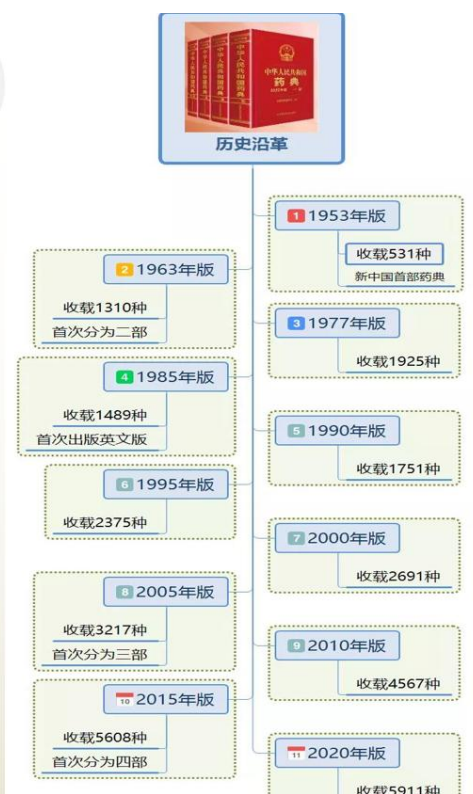 中华人民共和国
药典
历史沿革
1 1953年版
收载531种
新中国首部药典
2 1963年版
收载1310种
首次分为二部
3 1977年版
收载1925种
4 1985年版
收载1489种
首次出版英文版
5 1990年版
收载1751种
6 1995年版
收载2375种
7 2000年版
收载2691种
8 2005年版
收载3217种
首次分为三部
9 2010年版
收载4567种
10 2015年版
收载5608种
首次分为四部
11 2020年版
收载5911种